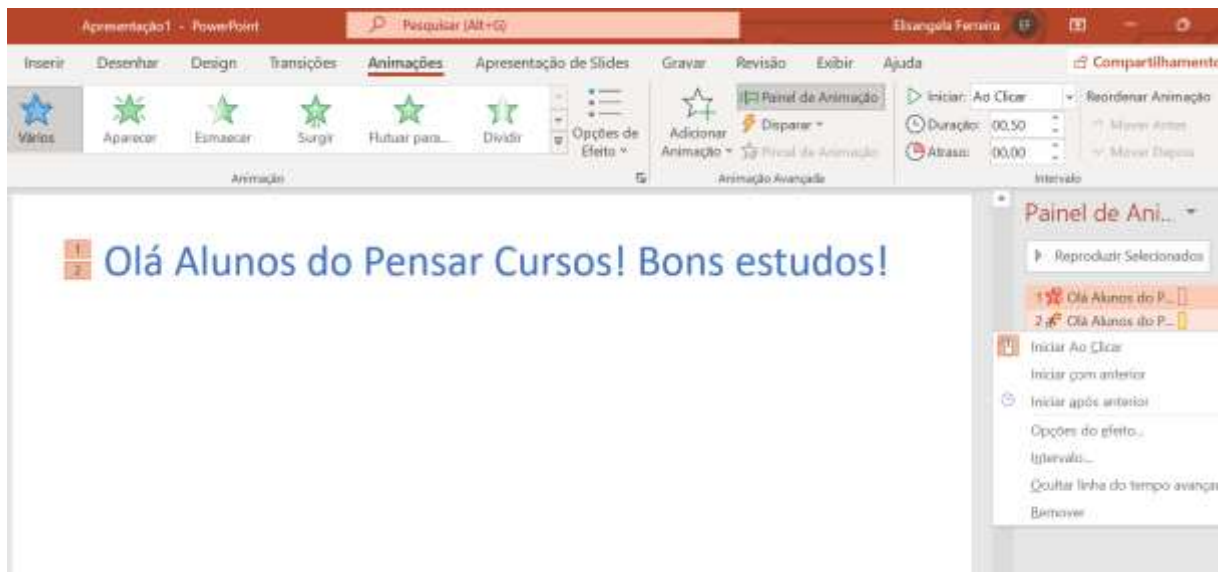 Apresentação1 - PowerPoint
Pesquisar (Alt+G)
Elisangela Ferreira EF
Inserir Desenhar Design Transições Animações Apresentação de Slides Gravar Revisão Exibir Ajuda Compartilhamento
Vários Aparecer Esmaecer Surgir Flutuar para... Dividir
Opções de Efeito
Adicionar Animação
Painel de Animação
Disparar
Pincel de Animação
Iniciar: Ao Clicar
Duração: 00,50
Atraso: 00,00
Reordenar Animação
Mover Antes
Mover Depois
Animação Animação Avançada Intervalo
1
2
Olá Alunos do Pensar Cursos! Bons estudos!
Painel de Ani...
Reproduzir Selecionados
1 Olá Alunos do P...
2 Olá Alunos do P...
Iniciar Ao Clicar
Iniciar com anterior
Iniciar após anterior
Opções do efeito...
Intervalo...
Ocultar linha do tempo avança
Remover